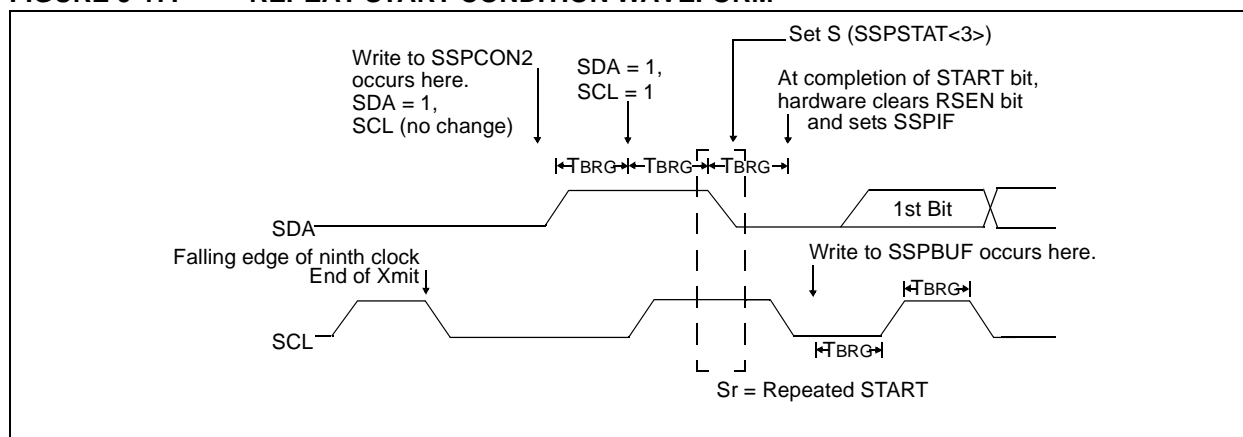 Set S (SSPSTAT<3>)
Write to SSPCON2
occurs here.
SDA = 1,
SCL (no change)
SDA = 1,
SCL = 1
At completion of START bit,
hardware clears RSEN bit
and sets SSPIF
TBRG
TBRG
TBRG
SDA
1st Bit
Falling edge of ninth clock
End of Xmit
Write to SSPBUF occurs here.
TBRG
SCL
TBRG
Sr = Repeated START